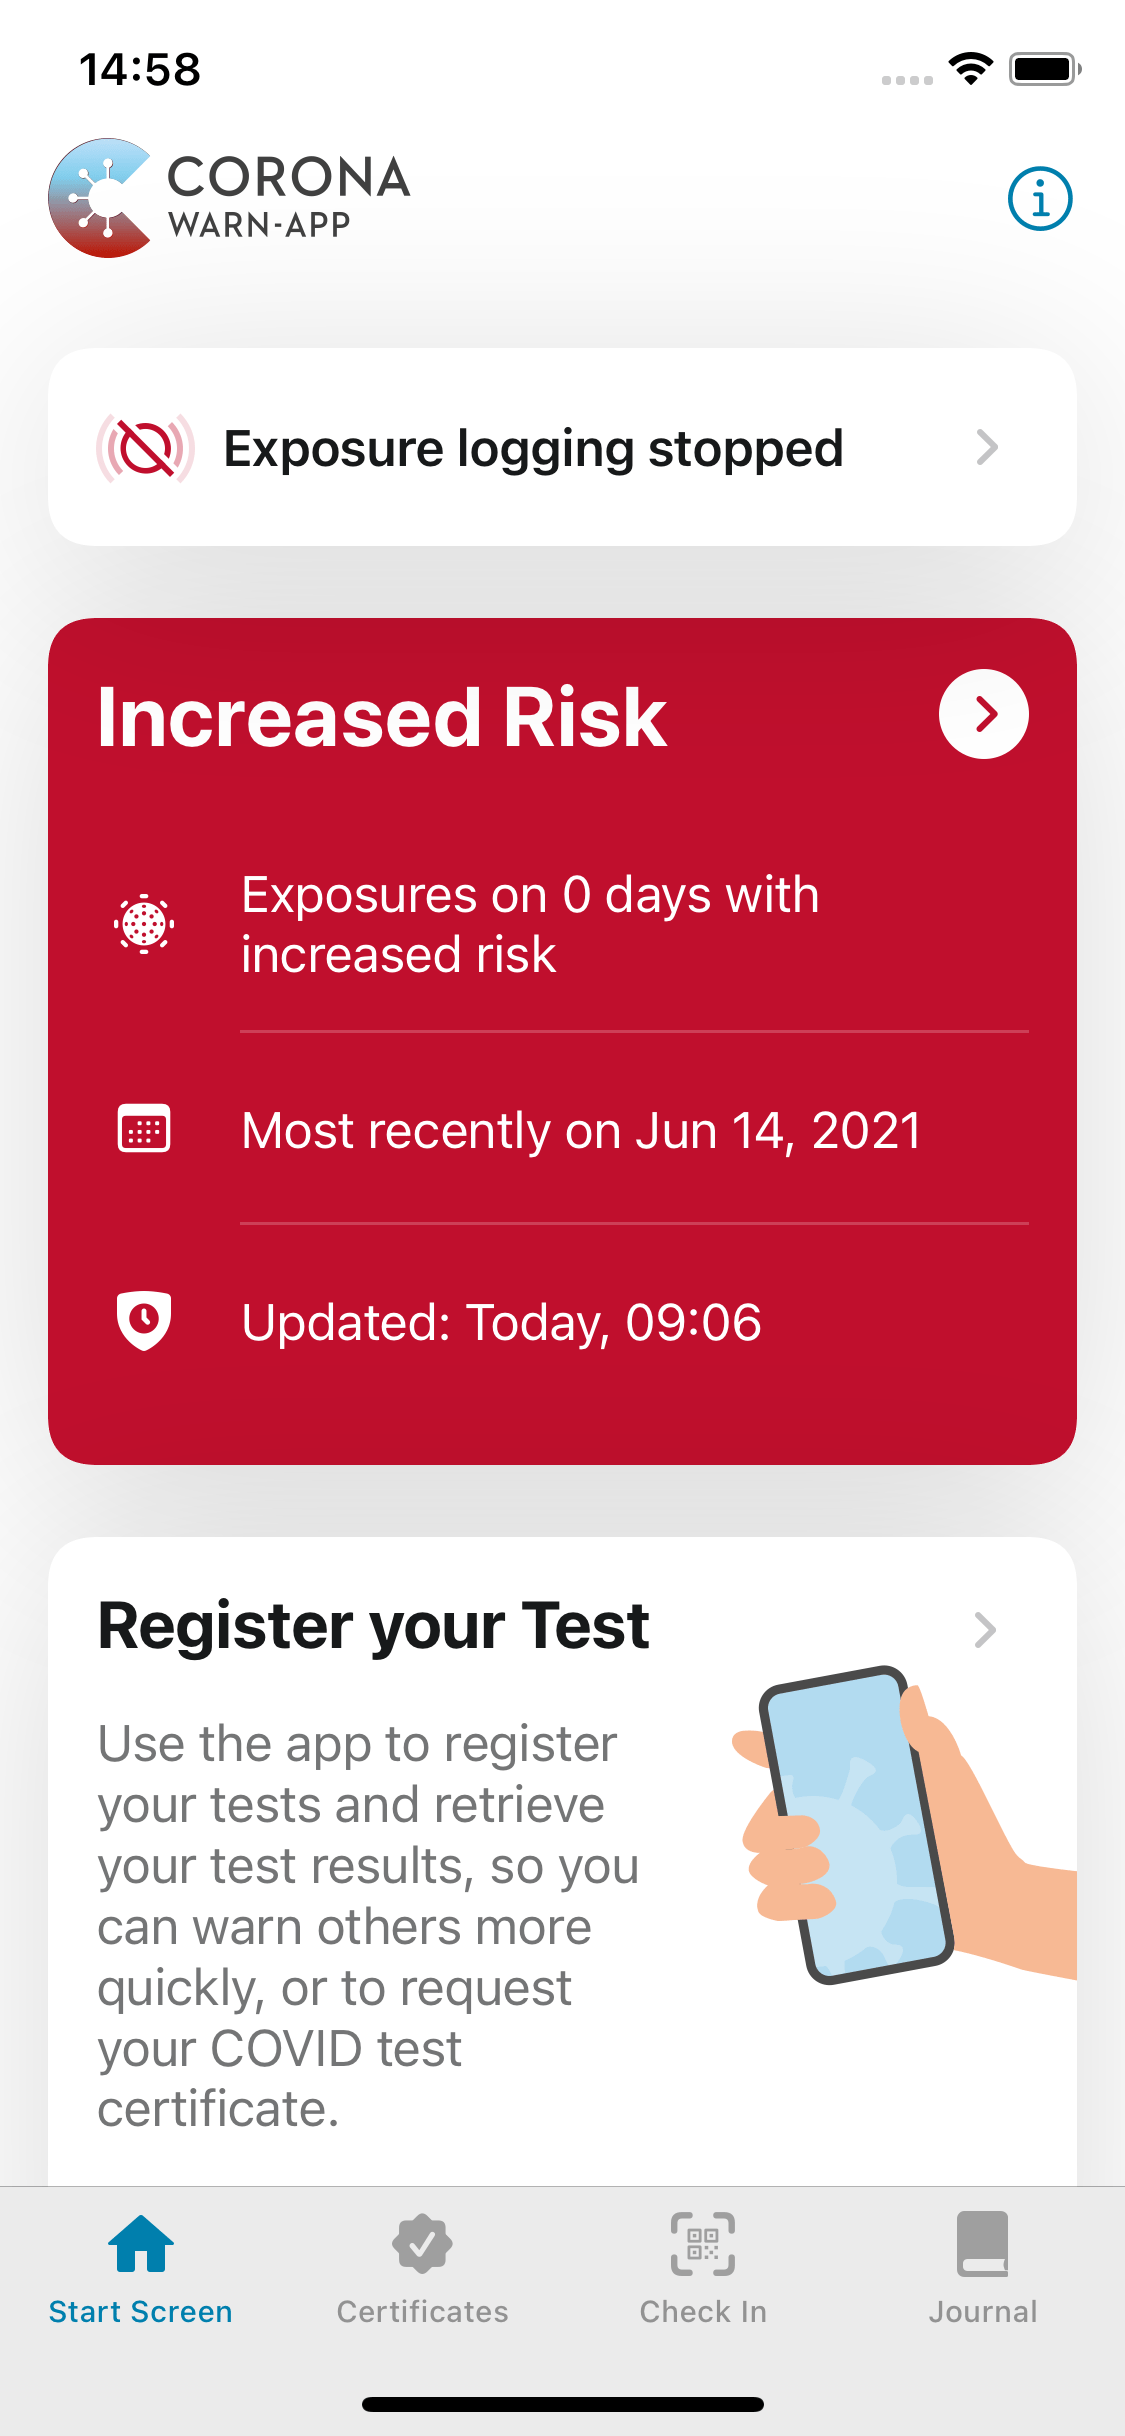 14:58
CORONA
WARN-APP
Exposure logging stopped
Increased Risk
Exposures on 0 days with
increased risk
Most recently on Jun 14, 2021
Updated: Today, 09:06
Register your Test
Use the app to register
your tests and retrieve
your test results, so you
can warn others more
quickly, or to request
your COVID test
certificate.
Start Screen
Certificates
Check In
Journal